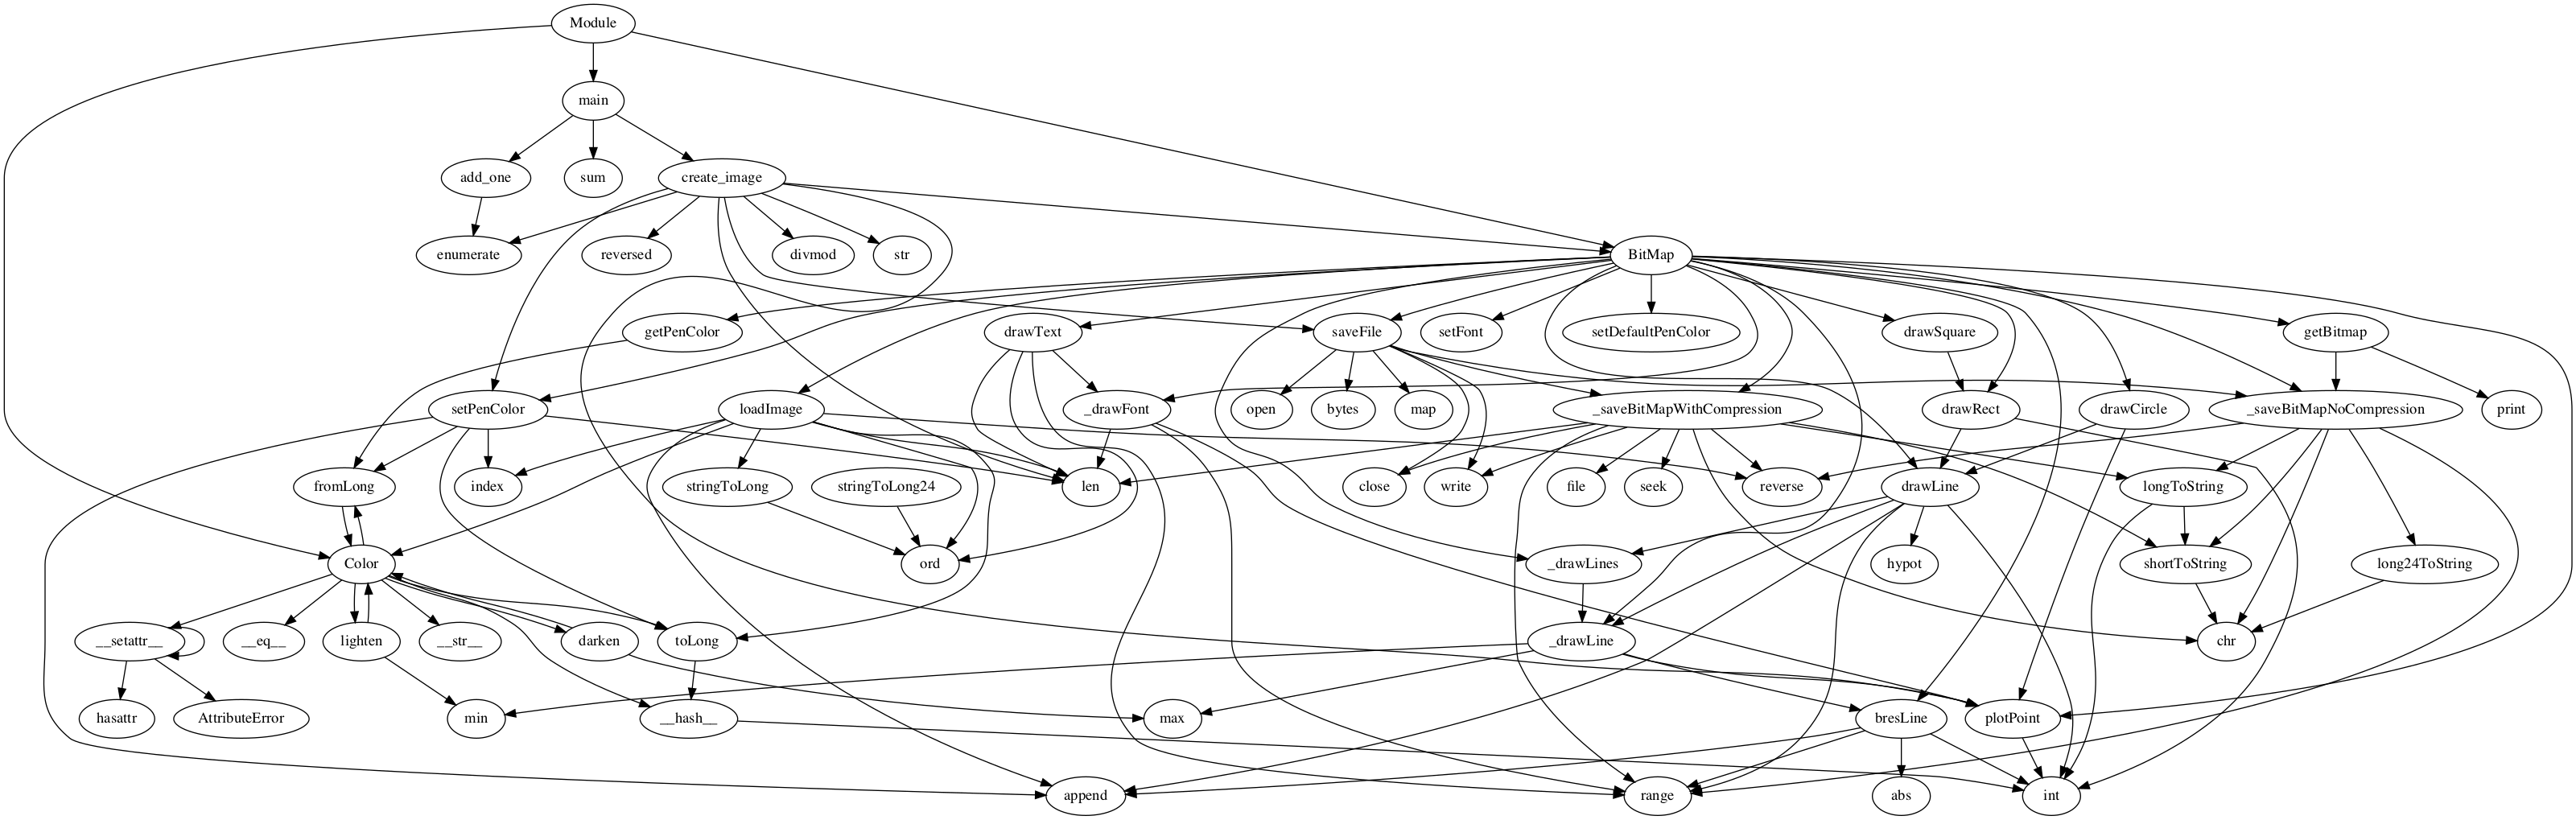 Module
main
add_one
sum
create_image
enumerate
reversed
divmod
str
BitMap
getPenColor
drawText
saveFile
setFont
setDefaultPenColor
drawSquare
getBitmap
setPenColor
loadImage
_drawFont
open
bytes
map
_saveBitMapWithCompression
drawRect
drawCircle
_saveBitMapNoCompression
print
fromLong
index
stringToLong
stringToLong24
len
close
write
file
seek
reverse
drawLine
longToString
Color
ord
_drawLines
hypot
shortToString
long24ToString
__setattr__
__eq__
lighten
__str__
darken
toLong
_drawLine
chr
hasattr
AttributeError
min
__hash__
max
bresLine
plotPoint
append
range
abs
int